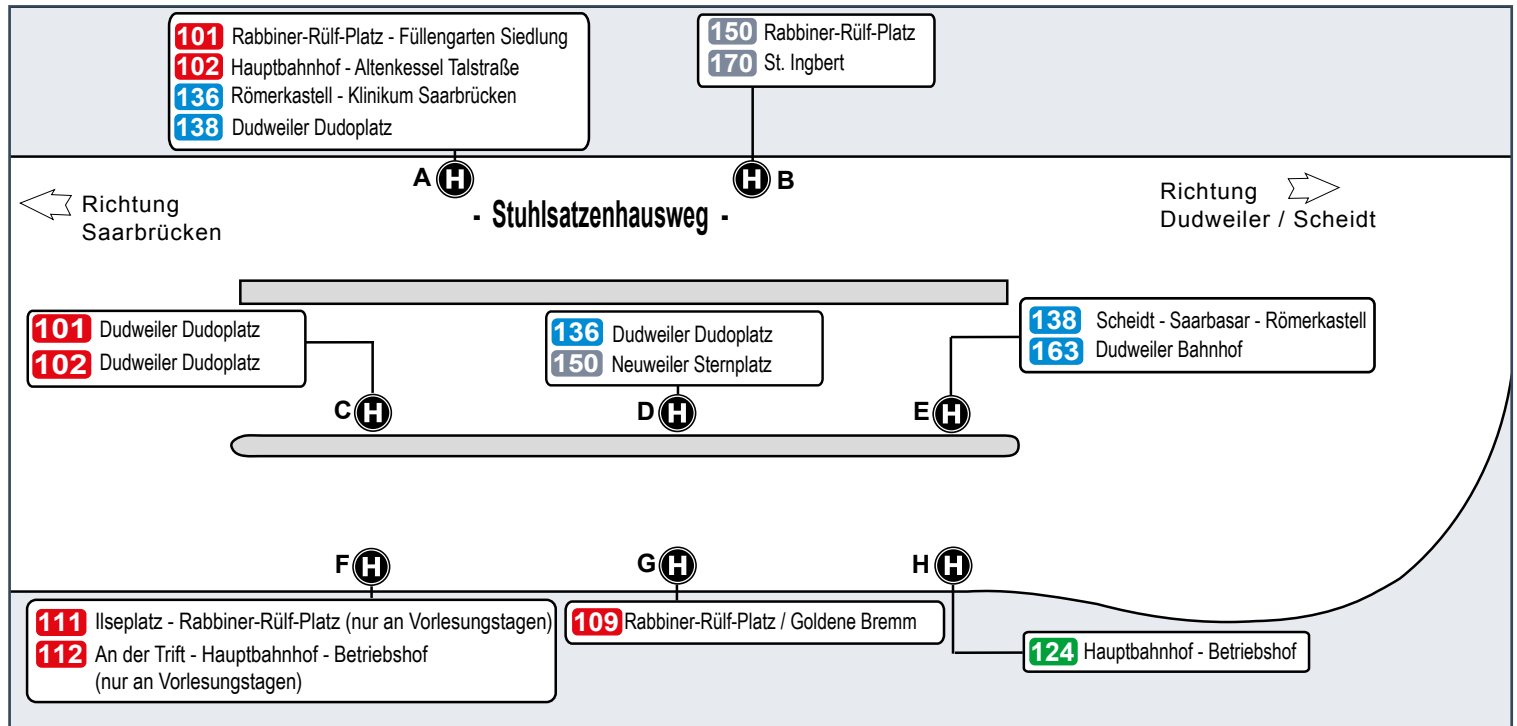 101 Rabbiner-Rülf-Platz - Füllengarten Siedlung
102 Hauptbahnhof - Altenkessel Talstraße
136 Römerkastell - Klinikum Saarbrücken
138 Dudweiler Dudoplatz
150 Rabbiner-Rülf-Platz
170 St. Ingbert
A H
H B
Richtung
Saarbrücken
- Stuhlsatzenhausweg -
Richtung
Dudweiler / Scheidt
101 Dudweiler Dudoplatz
102 Dudweiler Dudoplatz
136 Dudweiler Dudoplatz
150 Neuweiler Sternplatz
138 Scheidt - Saarbasar - Römerkastell
163 Dudweiler Bahnhof
C H
D H
E H
F H
G H
H H
111 Ilseplatz - Rabbiner-Rülf-Platz (nur an Vorlesungstagen)
112 An der Trift - Hauptbahnhof - Betriebshof
(nur an Vorlesungstagen)
109 Rabbiner-Rülf-Platz / Goldene Bremm
124 Hauptbahnhof - Betriebshof